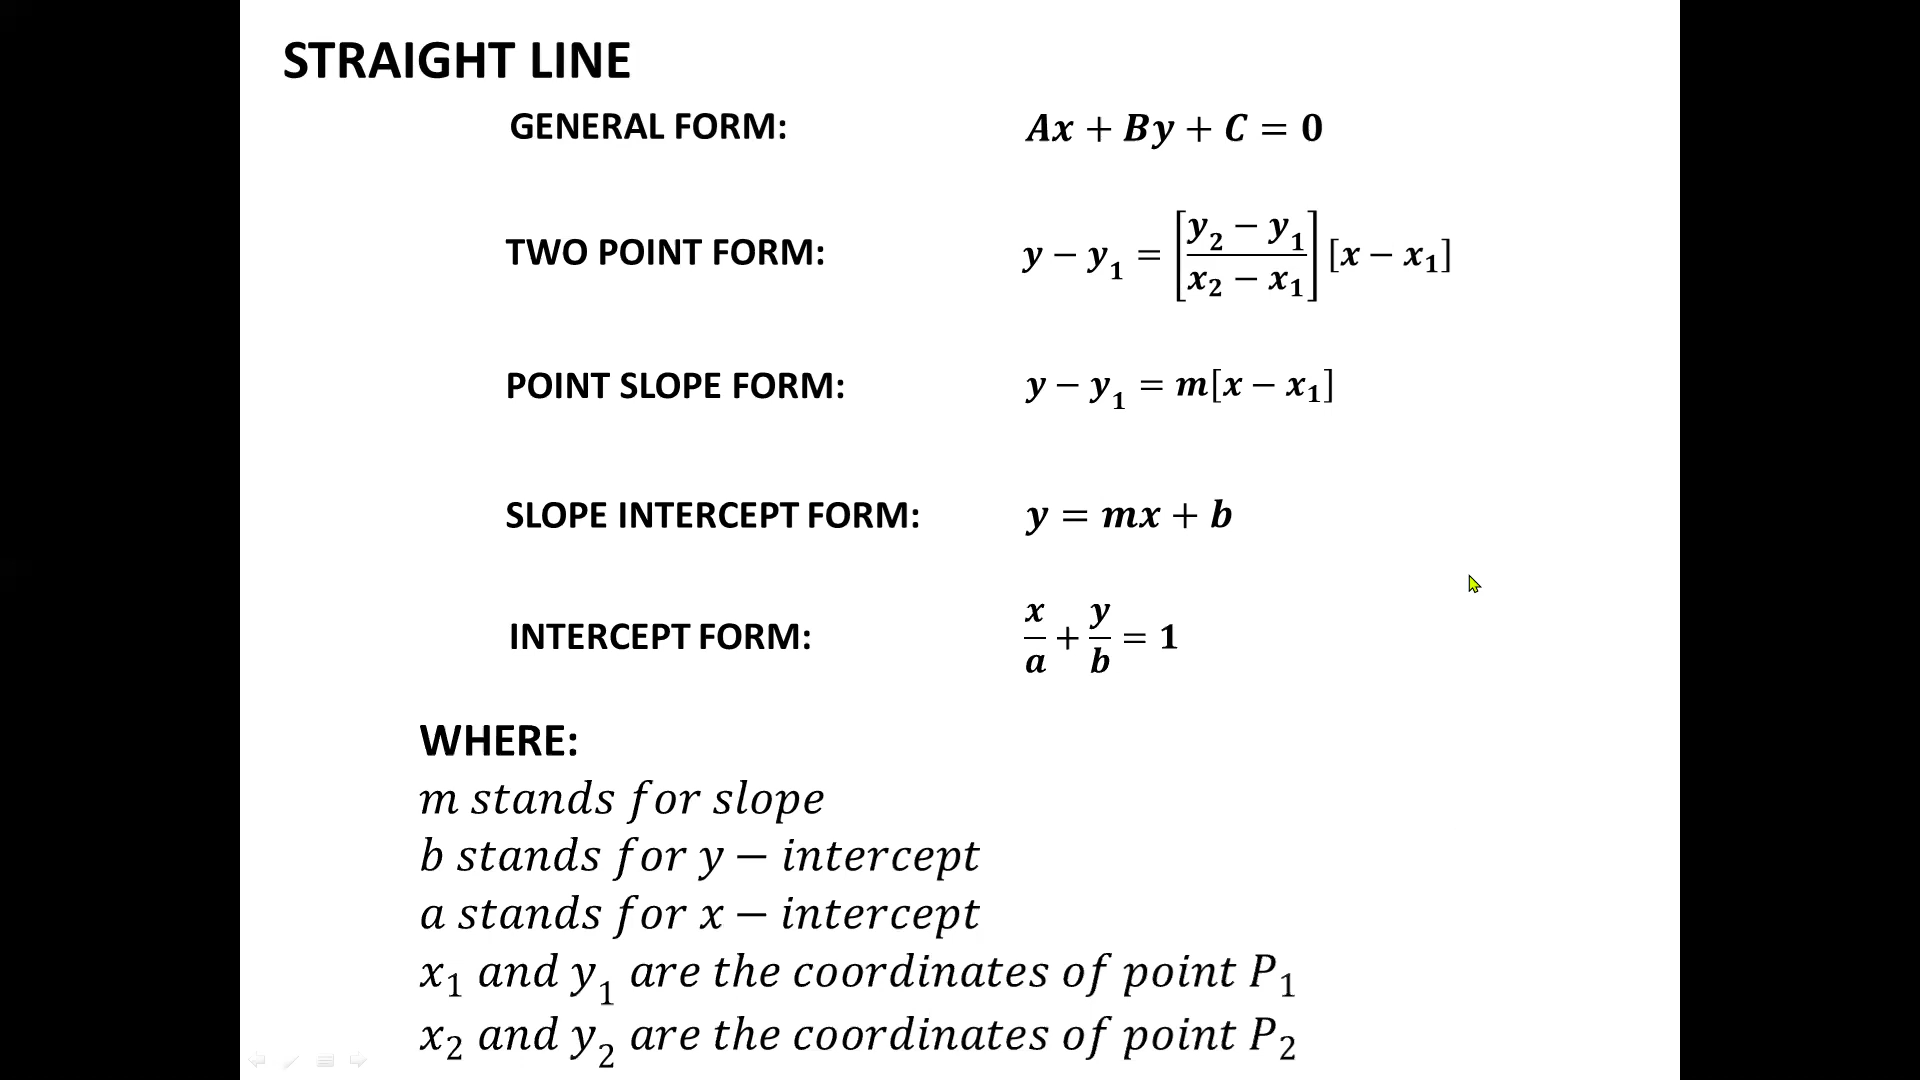 STRAIGHT LINE
GENERAL FORM: Ax + By + C = 0
TWO POINT FORM: y − y₁ = [(y₂ − y₁)/(x₂ − x₁)] [x − x₁]
POINT SLOPE FORM: y − y₁ = m[x − x₁]
SLOPE INTERCEPT FORM: y = mx + b
INTERCEPT FORM: x/a + y/b = 1
WHERE:
m stands for slope
b stands for y − intercept
a stands for x − intercept
x₁ and y₁ are the coordinates of point P₁
x₂ and y₂ are the coordinates of point P₂